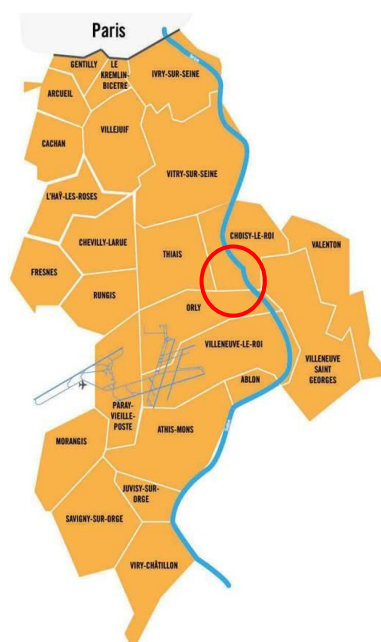 Paris
GENTILLY
LE
KREMLIN-
BICETRE
IVRY-SUR-SEINE
ARCUEIL
VILLEJUIF
CACHAN
VITRY-SUR-SEINE
L'HAŸ-LES-ROSES
CHOISY-LE-ROI
CHEVILLY-LARUE
VALENTON
THIAIS
FRESNES
RUNGIS
ORLY
VILLENEUVE-LE-ROI
VILLENEUVE
SAINT
GEORGES
ABLON
PARAY-
VIEILLE-
POSTE
ATHIS-MONS
MORANGIS
JUVISY-SUR-
ORGE
SAVIGNY-SUR-ORGE
VIRY-CHÂTILLON